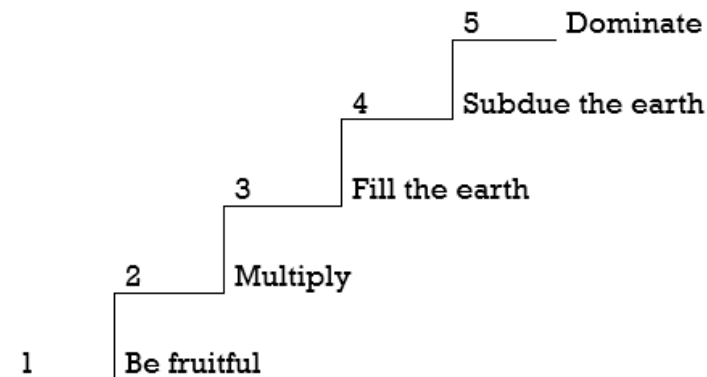 5 Dominate
4 Subdue the earth
3 Fill the earth
2 Multiply
1 Be fruitful